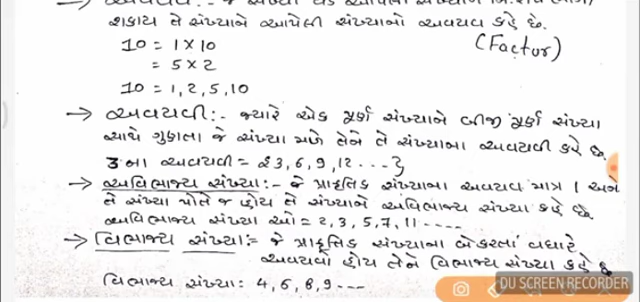 શકાય તે સંખ્યાને આપેલી સંખ્યાનો અવયવ કહે છે.
10 = 1 × 10
(Factor)
= 5 × 2
10 = 1, 2, 5, 10
→ અવયવી :- જ્યારે એક પૂર્ણ સંખ્યાને બીજી પૂર્ણ સંખ્યા
સાથે ગુણાતા જે સંખ્યા મળે તેને તે સંખ્યાના અવયવી કહે છે.
3 ના અવયવી = {3, 6, 9, 12 ---}
→ અવિભાજ્ય સંખ્યા :- જે પ્રાકૃતિક સંખ્યાના અવયવ માત્ર 1 અને
તે સંખ્યા પોતે જ હોય તે સંખ્યાને અવિભાજ્ય સંખ્યા કહે છે.
અવિભાજ્ય સંખ્યા ઓ = 2, 3, 5, 7, 11 -----
→ વિભાજ્ય સંખ્યા := જે પ્રાકૃતિક સંખ્યાના બેકરતાં વધારે
અવયવો હોય તેને વિભાજ્ય સંખ્યા કહે છે
વિભાજ્ય સંખ્યા: 4, 6, 8, 9 ---
DU SCREEN RECORDER